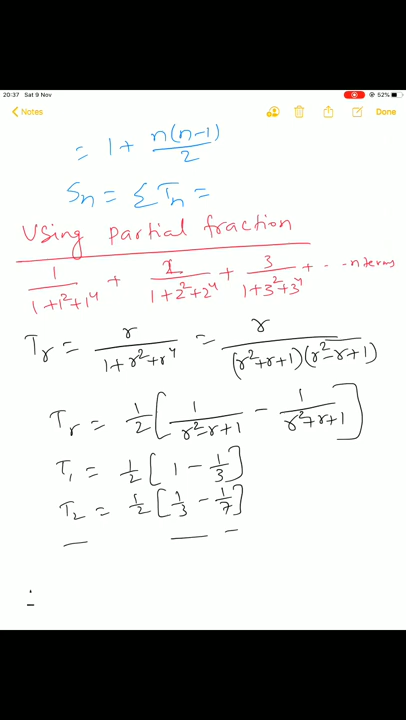 20:37 Sat 9 Nov 52%
Notes Done
= 1 + n(n-1)/2
Sn = Σ Tn =
Using partial fraction
1/(1+1²+1⁴) + 2/(1+2²+2⁴) + 3/(1+3²+3⁴) + - - - n terms
Tr = r/(1+r²+r⁴) = r/((r²+r+1)(r²-r+1))
Tr = 1/2 [1/(r²-r+1) - 1/(r²+r+1)]
T1 = 1/2 [1 - 1/3]
T2 = 1/2 [1/3 - 1/7]